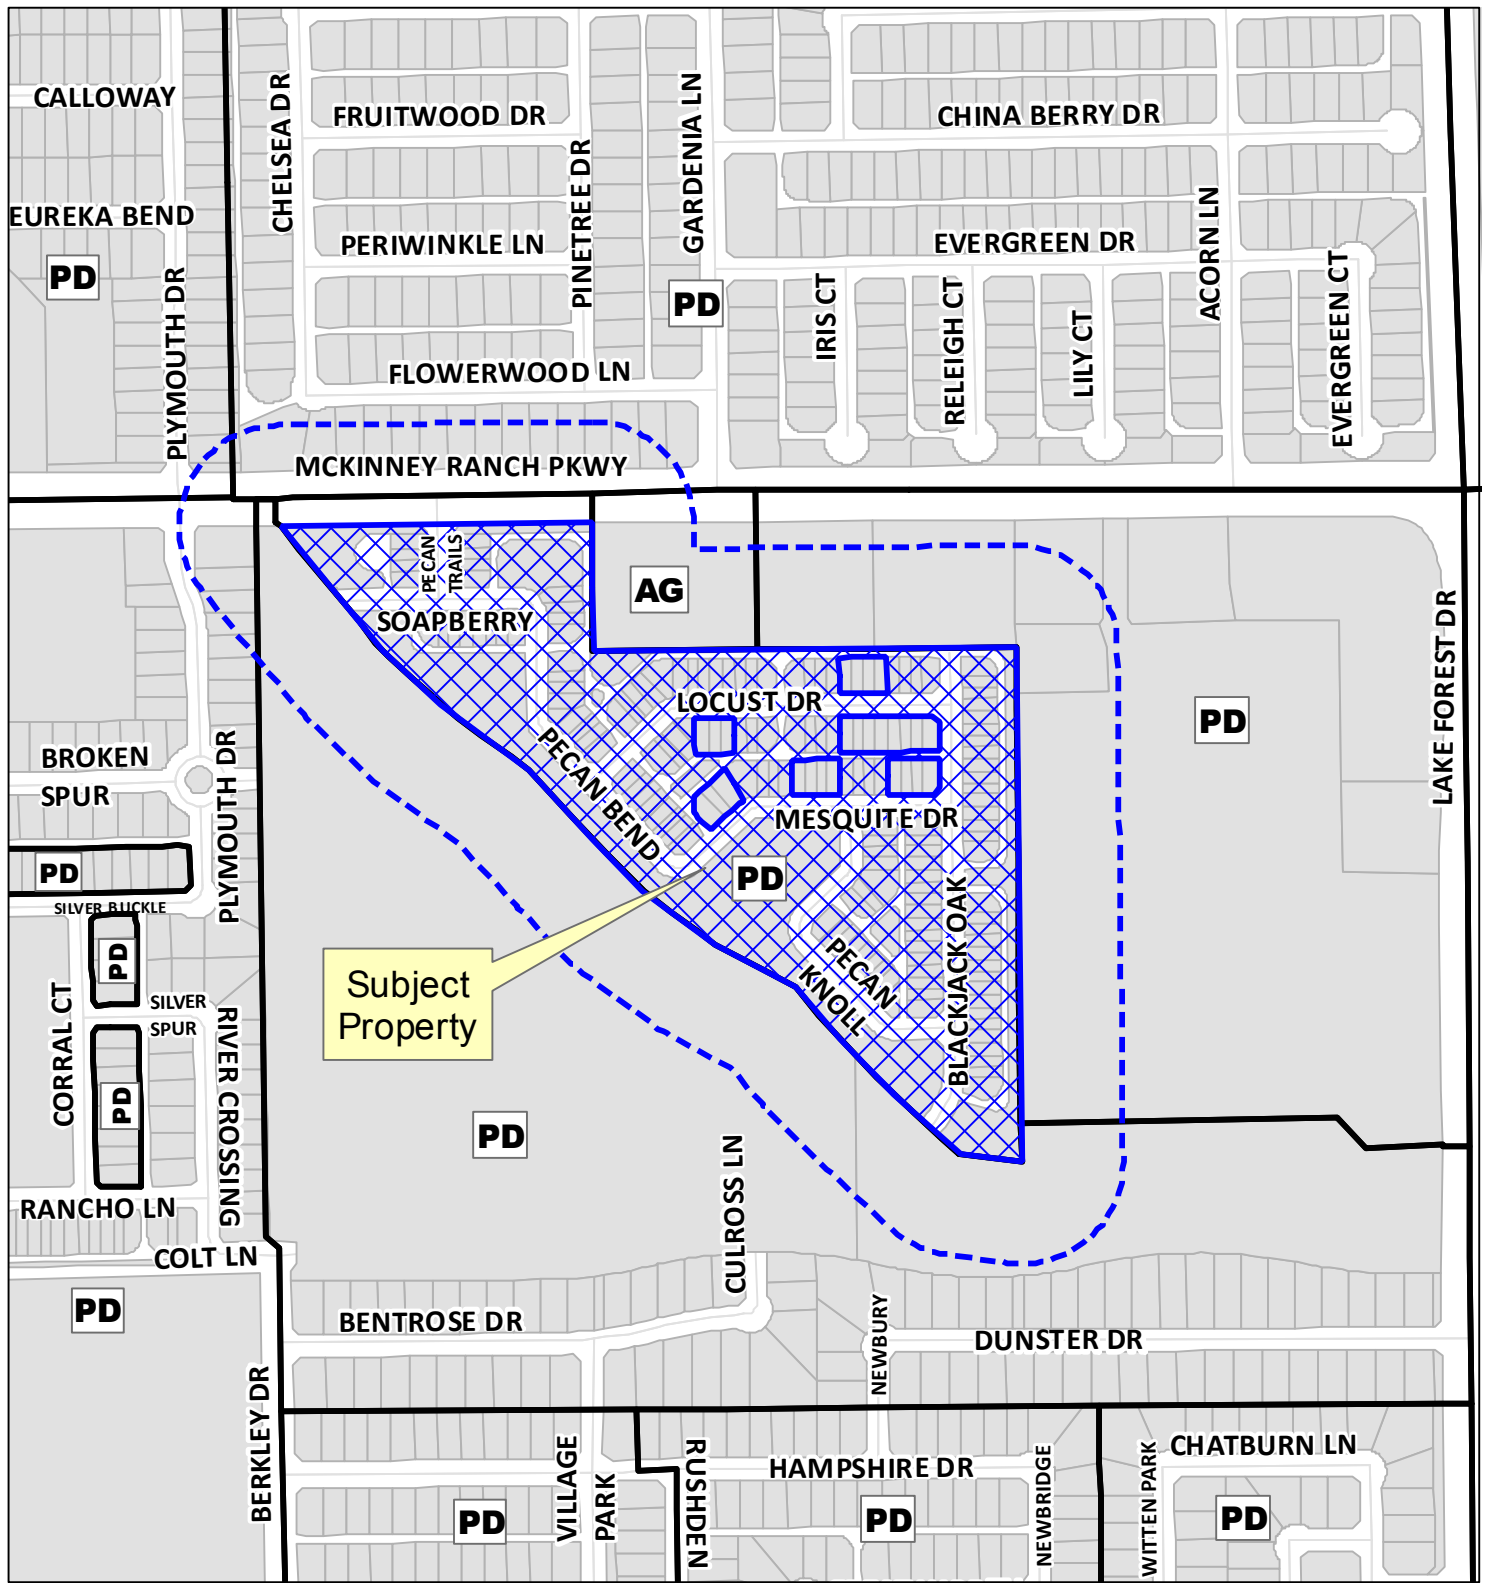 CALLOWAY
CHELSEA DR
FRUITWOOD DR
PINETREE DR
GARDENIA LN
CHINA BERRY DR
EUREKA BEND
PERIWINKLE LN
EVERGREEN DR
ACORN LN
PD
PLYMOUTH DR
PD
IRIS CT
RELEIGH CT
LILY CT
EVERGREEN CT
FLOWERWOOD LN
MCKINNEY RANCH PKWY
PECAN
TRAILS
AG
SOAPBERRY
LOCUST DR
PD
LAKE FOREST DR
BROKEN
SPUR
PLYMOUTH DR
PECAN BEND
MESQUITE DR
PD
PD
SILVER BUCKLE
PD
BLACKJACK OAK
PECAN
KNOLL
Subject
Property
SILVER
SPUR
CORRAL CT
RIVER CROSSING
PD
PD
CULROSS LN
RANCHO LN
COLT LN
PD
BENTROSE DR
NEWBURY
DUNSTER DR
BERKLEY DR
VILLAGE
PARK
RUSHDEN
HAMPSHIRE DR
NEWBRIDGE
WITTEN PARK
CHATBURN LN
PD
PD
PD